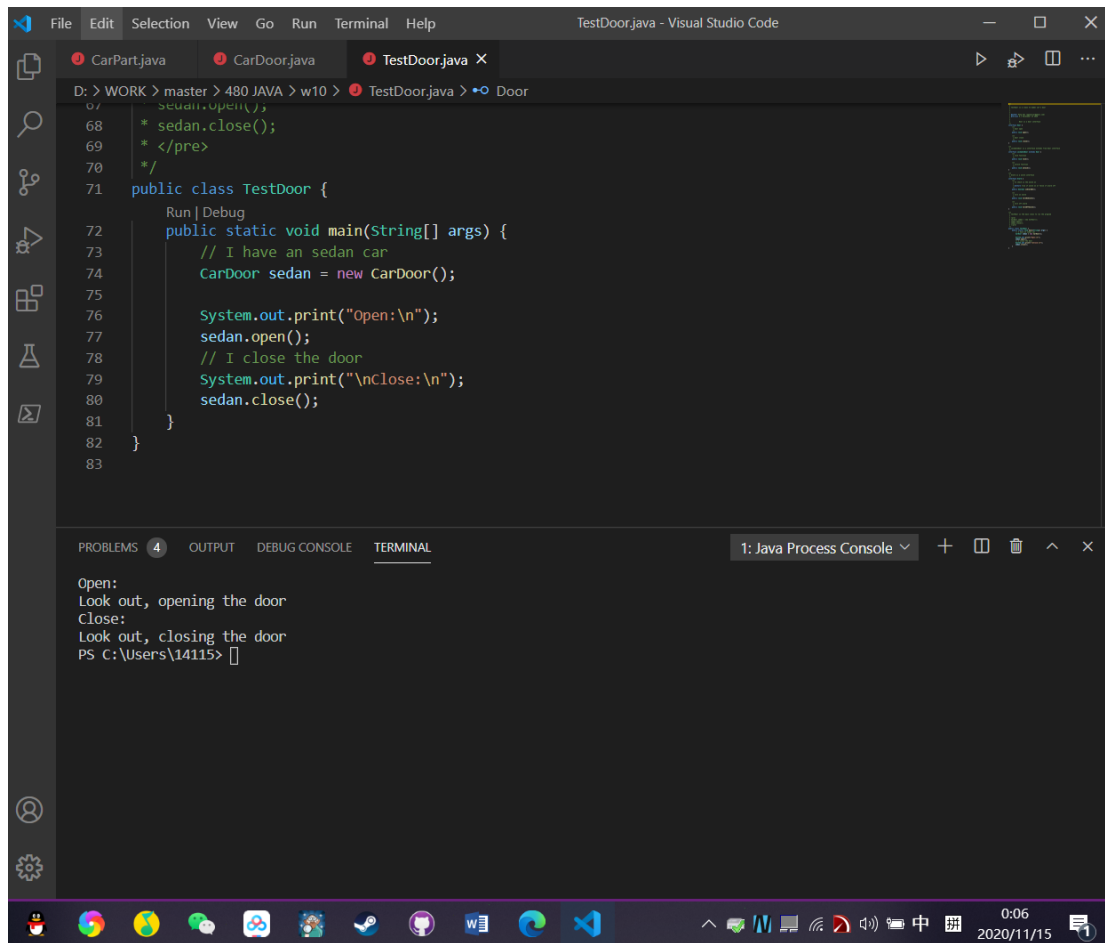 File Edit Selection View Go Run Terminal Help TestDoor.java - Visual Studio Code
CarPart.java CarDoor.java TestDoor.java
D: > WORK > master > 480 JAVA > w10 > TestDoor.java > Door
67 * sedan.open();
68 * sedan.close();
69 * </pre>
70 */
71 public class TestDoor {
Run | Debug
72 public static void main(String[] args) {
73 // I have an sedan car
74 CarDoor sedan = new CarDoor();
75
76 System.out.print("Open:\n");
77 sedan.open();
78 // I close the door
79 System.out.print("\nClose:\n");
80 sedan.close();
81 }
82 }
83
PROBLEMS 4 OUTPUT DEBUG CONSOLE TERMINAL 1: Java Process Console
Open:
Look out, opening the door
Close:
Look out, closing the door
PS C:\Users\14115>
中 拼 0:06
2020/11/15 1